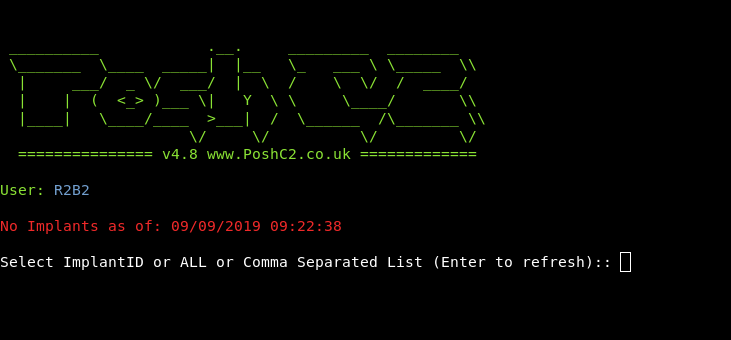 PoshC2
=============== v4.8 www.PoshC2.co.uk =============
User: R2B2
No Implants as of: 09/09/2019 09:22:38
Select ImplantID or ALL or Comma Separated List (Enter to refresh)::